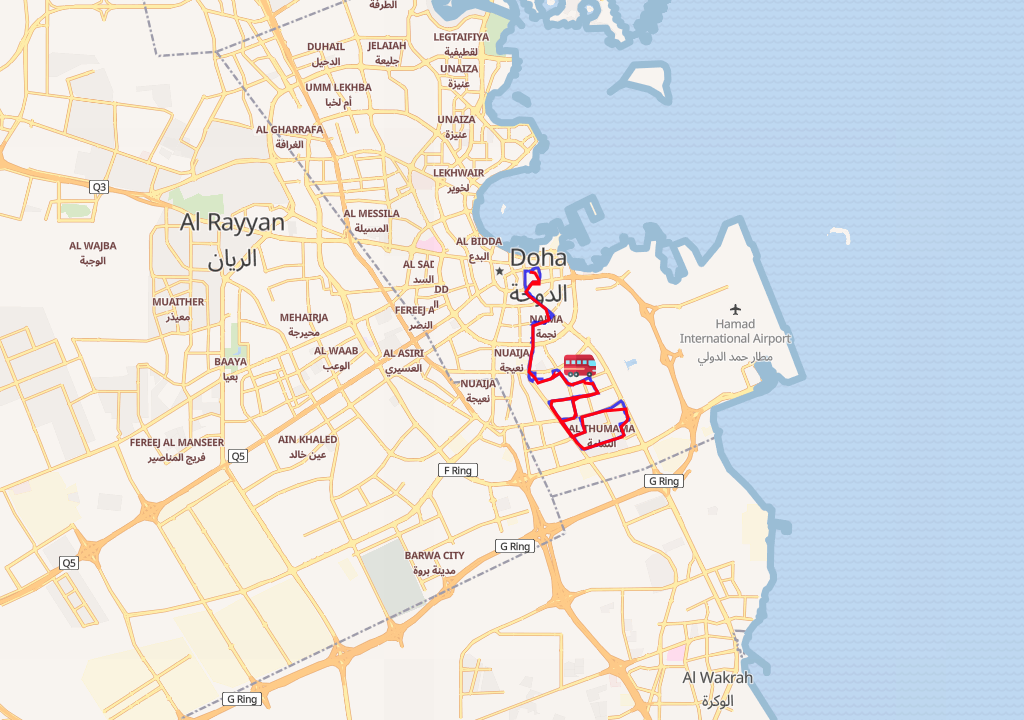 الطرفة
LEGTAIFIYA
لقطيفية
DUHAIL
الدحيل
JELAIAH
جليعة
UNAIZA
عنيزة
UMM LEKHBA
أم لخبا
UNAIZA
عنيزة
AL GHARRAFA
الغرافة
LEKHWAIR
لخوير
Q3
Al Rayyan
الريان
AL MESSILA
المسيلة
AL WAJBA
الوجبة
AL BIDDA
البدع
Doha
الدوحة
AL SAD
السد
DD
MUAITHER
معيذر
FEREEJ A
النصر
MEHAIRJA
محيرجة
NAJMA
نجمة
Hamad
International Airport
مطار حمد الدولي
AL WAAB
الوعب
AL ASIRI
العسيري
NUAIJA
نعيجة
BAAYA
بعيا
NUAIJA
نعيجة
AL THUMAMA
الثمامة
FEREEJ AL MANSEER
فريج المناصير
AIN KHALED
عين خالد
Q5
F Ring
G Ring
G Ring
BARWA CITY
مدينة بروة
Q5
Al Wakrah
الوكرة
G Ring